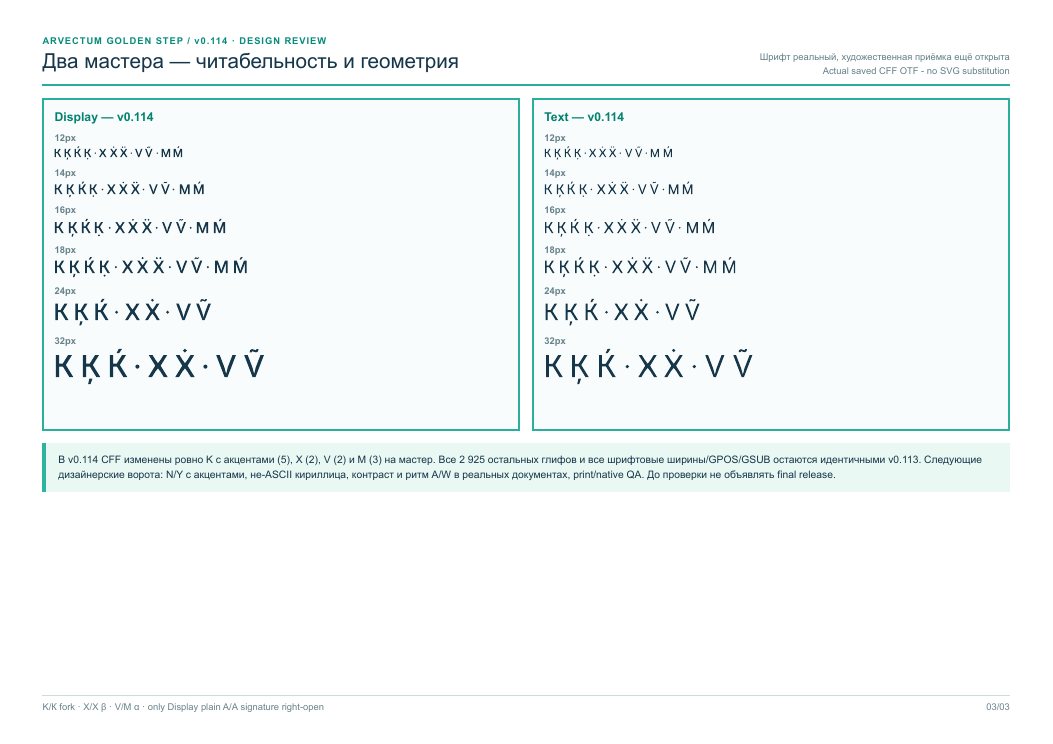 ARVECTUM GOLDEN STEP / v0.114 · DESIGN REVIEW
Два мастера — читабельность и геометрия
Шрифт реальный, художественная приёмка ещё открыта
Actual saved CFF OTF - no SVG substitution
Display — v0.114
12px
K Ķ Ḱ Ḳ · X Ẋ Ẍ · V Ṽ · M Ḿ
14px
K Ķ Ḱ Ḳ · X Ẋ Ẍ · V Ṽ · M Ḿ
16px
K Ķ Ḱ Ḳ · X Ẋ Ẍ · V Ṽ · M Ḿ
18px
K Ķ Ḱ Ḳ · X Ẋ Ẍ · V Ṽ · M Ḿ
24px
K Ķ Ḱ · X Ẋ · V Ṽ
32px
K Ķ Ḱ · X Ẋ · V Ṽ
Text — v0.114
12px
K Ķ Ḱ Ḳ · X Ẋ Ẍ · V Ṽ · M Ḿ
14px
K Ķ Ḱ Ḳ · X Ẋ Ẍ · V Ṽ · M Ḿ
16px
K Ķ Ḱ Ḳ · X Ẋ Ẍ · V Ṽ · M Ḿ
18px
K Ķ Ḱ Ḳ · X Ẋ Ẍ · V Ṽ · M Ḿ
24px
K Ķ Ḱ · X Ẋ · V Ṽ
32px
K Ķ Ḱ · X Ẋ · V Ṽ
В v0.114 CFF изменены ровно K с акцентами (5), X (2), V (2) и M (3) на мастер. Все 2 925 остальных глифов и все шрифтовые ширины/GPOS/GSUB остаются идентичными v0.113. Следующие
дизайнерские ворота: N/Y с акцентами, не-ASCII кириллица, контраст и ритм A/W в реальных документах, print/native QA. До проверки не объявлять final release.
K/К fork · X/Х β · V/M α · only Display plain A/А signature right-open
03/03